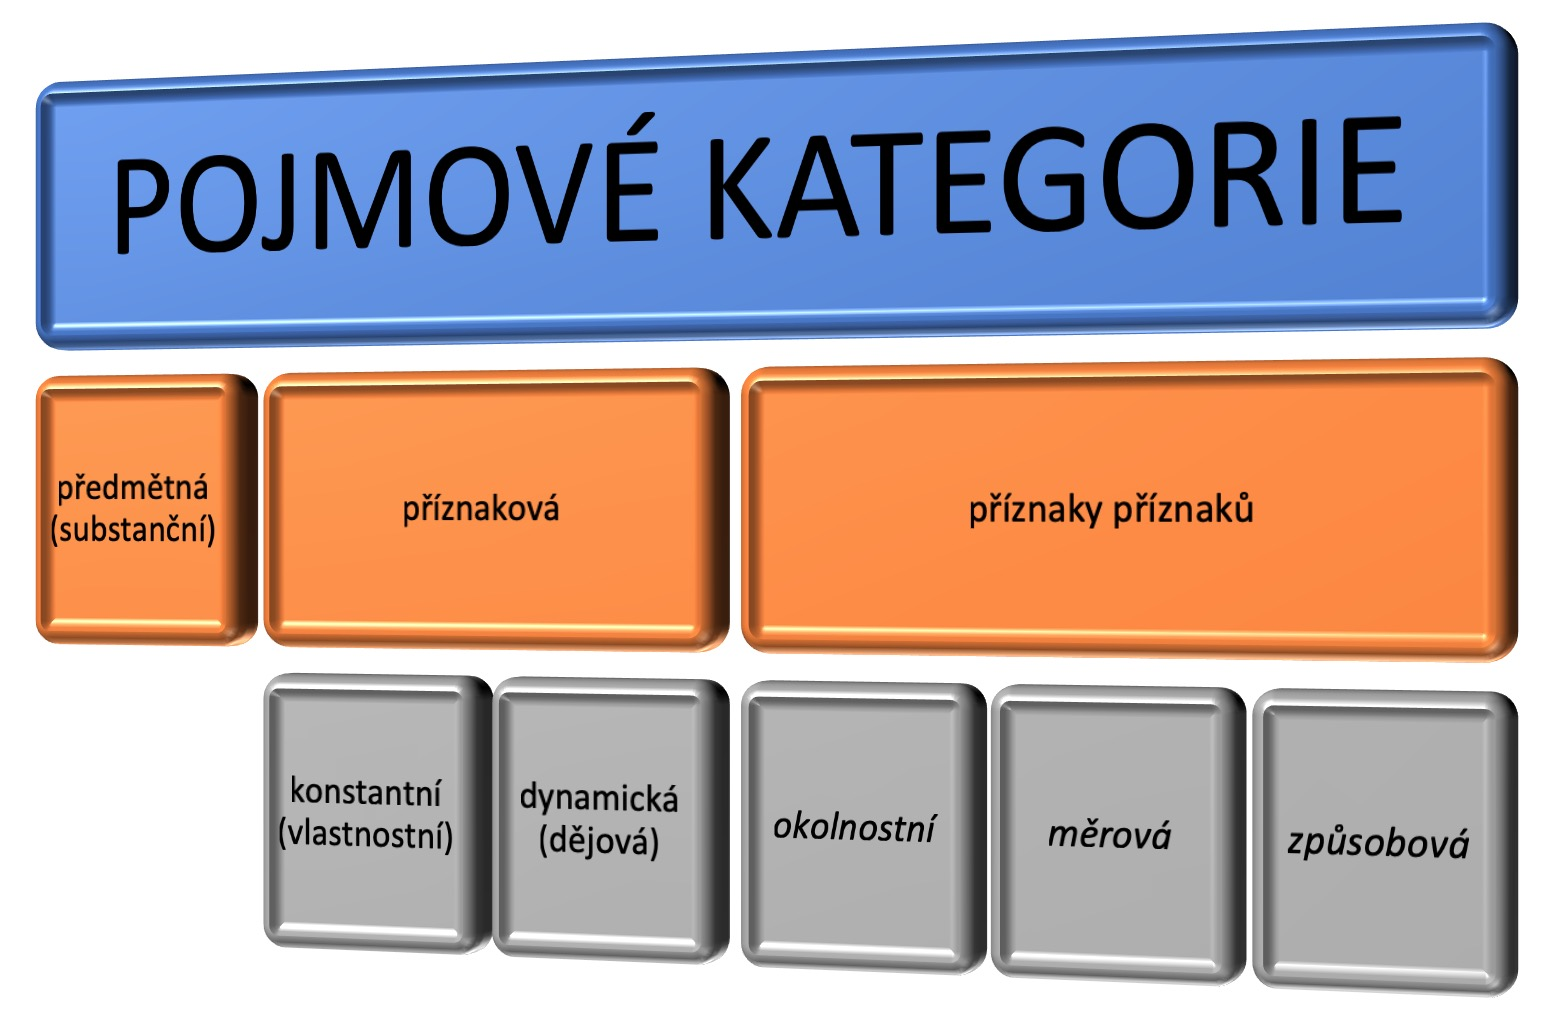 POJMOVÉ KATEGORIE
předmětná
(substanční)
příznaková
příznaky příznaků
konstantní
(vlastnostní)
dynamická
(dějová)
okolnostní
měrová
způsobová